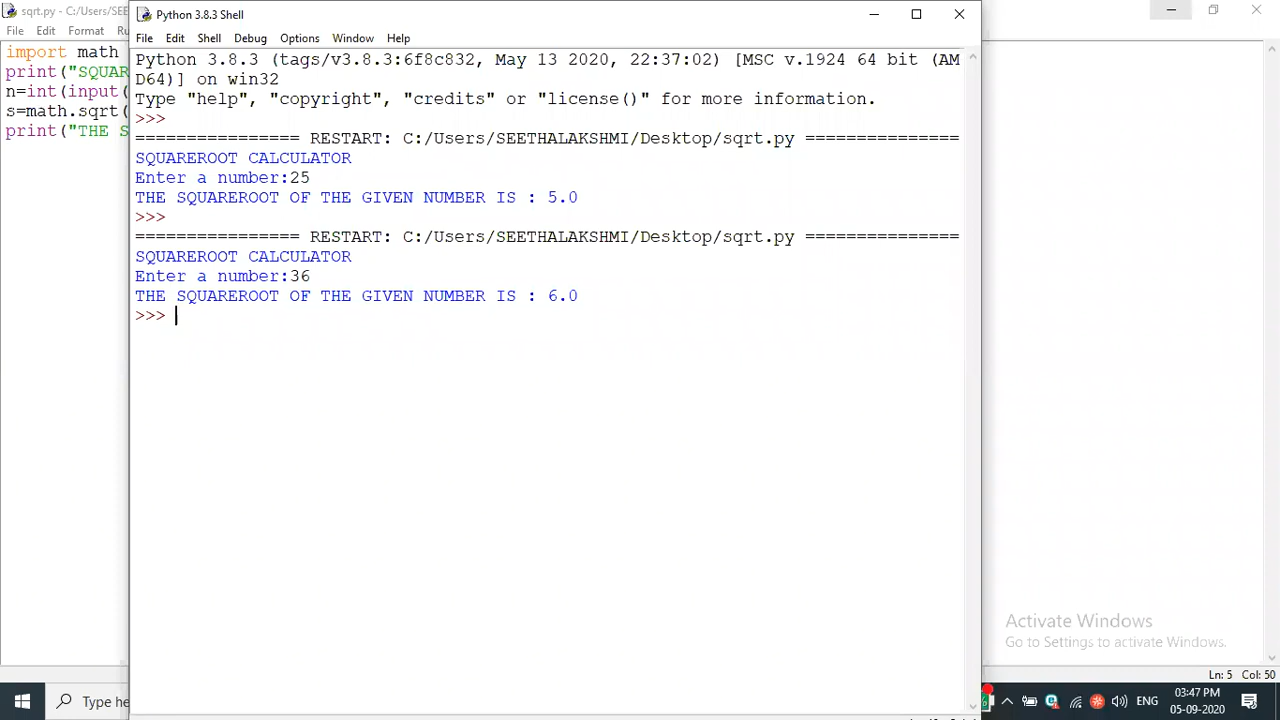 sqrt.py - C:/Users/SEE
File Edit Format Ru
import math
print("SQUAR
n=int(input(
s=math.sqrt(
print("THE S
Python 3.8.3 Shell
File Edit Shell Debug Options Window Help
Python 3.8.3 (tags/v3.8.3:6f8c832, May 13 2020, 22:37:02) [MSC v.1924 64 bit (AM
D64)] on win32
Type "help", "copyright", "credits" or "license()" for more information.
>>>
================ RESTART: C:/Users/SEETHALAKSHMI/Desktop/sqrt.py ===============
SQUAREROOT CALCULATOR
Enter a number:25
THE SQUAREROOT OF THE GIVEN NUMBER IS : 5.0
>>>
================ RESTART: C:/Users/SEETHALAKSHMI/Desktop/sqrt.py ===============
SQUAREROOT CALCULATOR
Enter a number:36
THE SQUAREROOT OF THE GIVEN NUMBER IS : 6.0
>>>
Activate Windows
Go to Settings to activate Windows.
Ln: 5 Col: 50
Type he
ENG
03:47 PM
05-09-2020